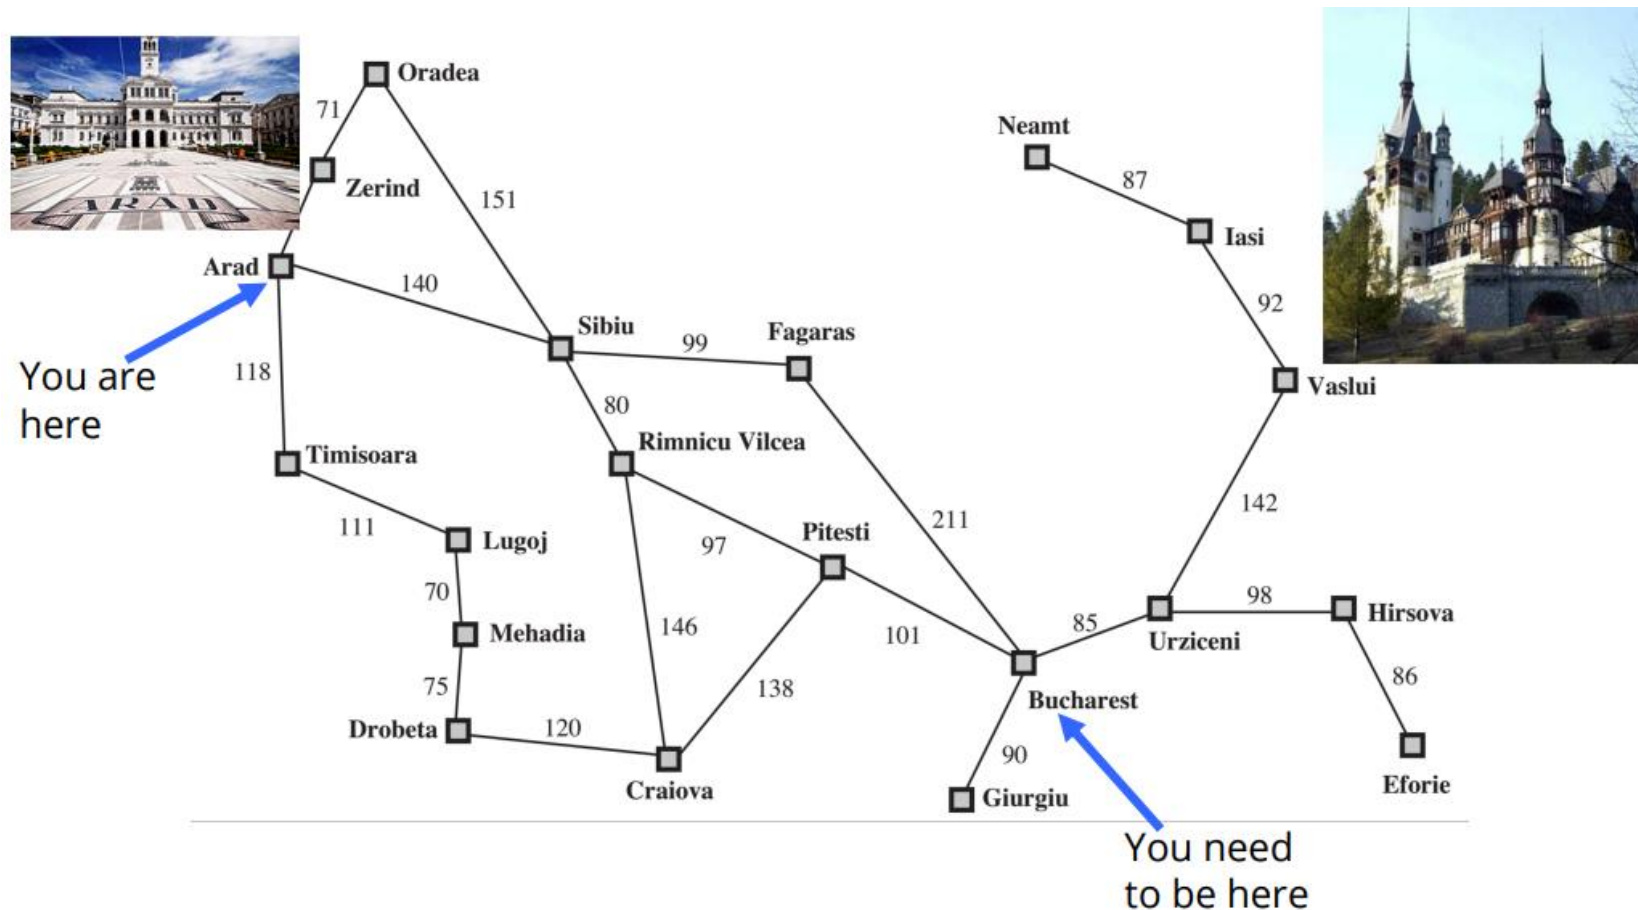 Oradea
71
Neamt
Zerind
87
151
ARAD
Iasi
Arad
140
92
Sibiu
Fagaras
99
You are
here
118
Vaslui
80
Rimnicu Vilcea
Timisoara
142
111
Lugoj
97
Pitesti
211
70
98
Hirsova
Mehadia
146
101
85
Urziceni
86
75
138
Bucharest
Drobeta
120
90
Craiova
Giurgiu
Eforie
You need
to be here